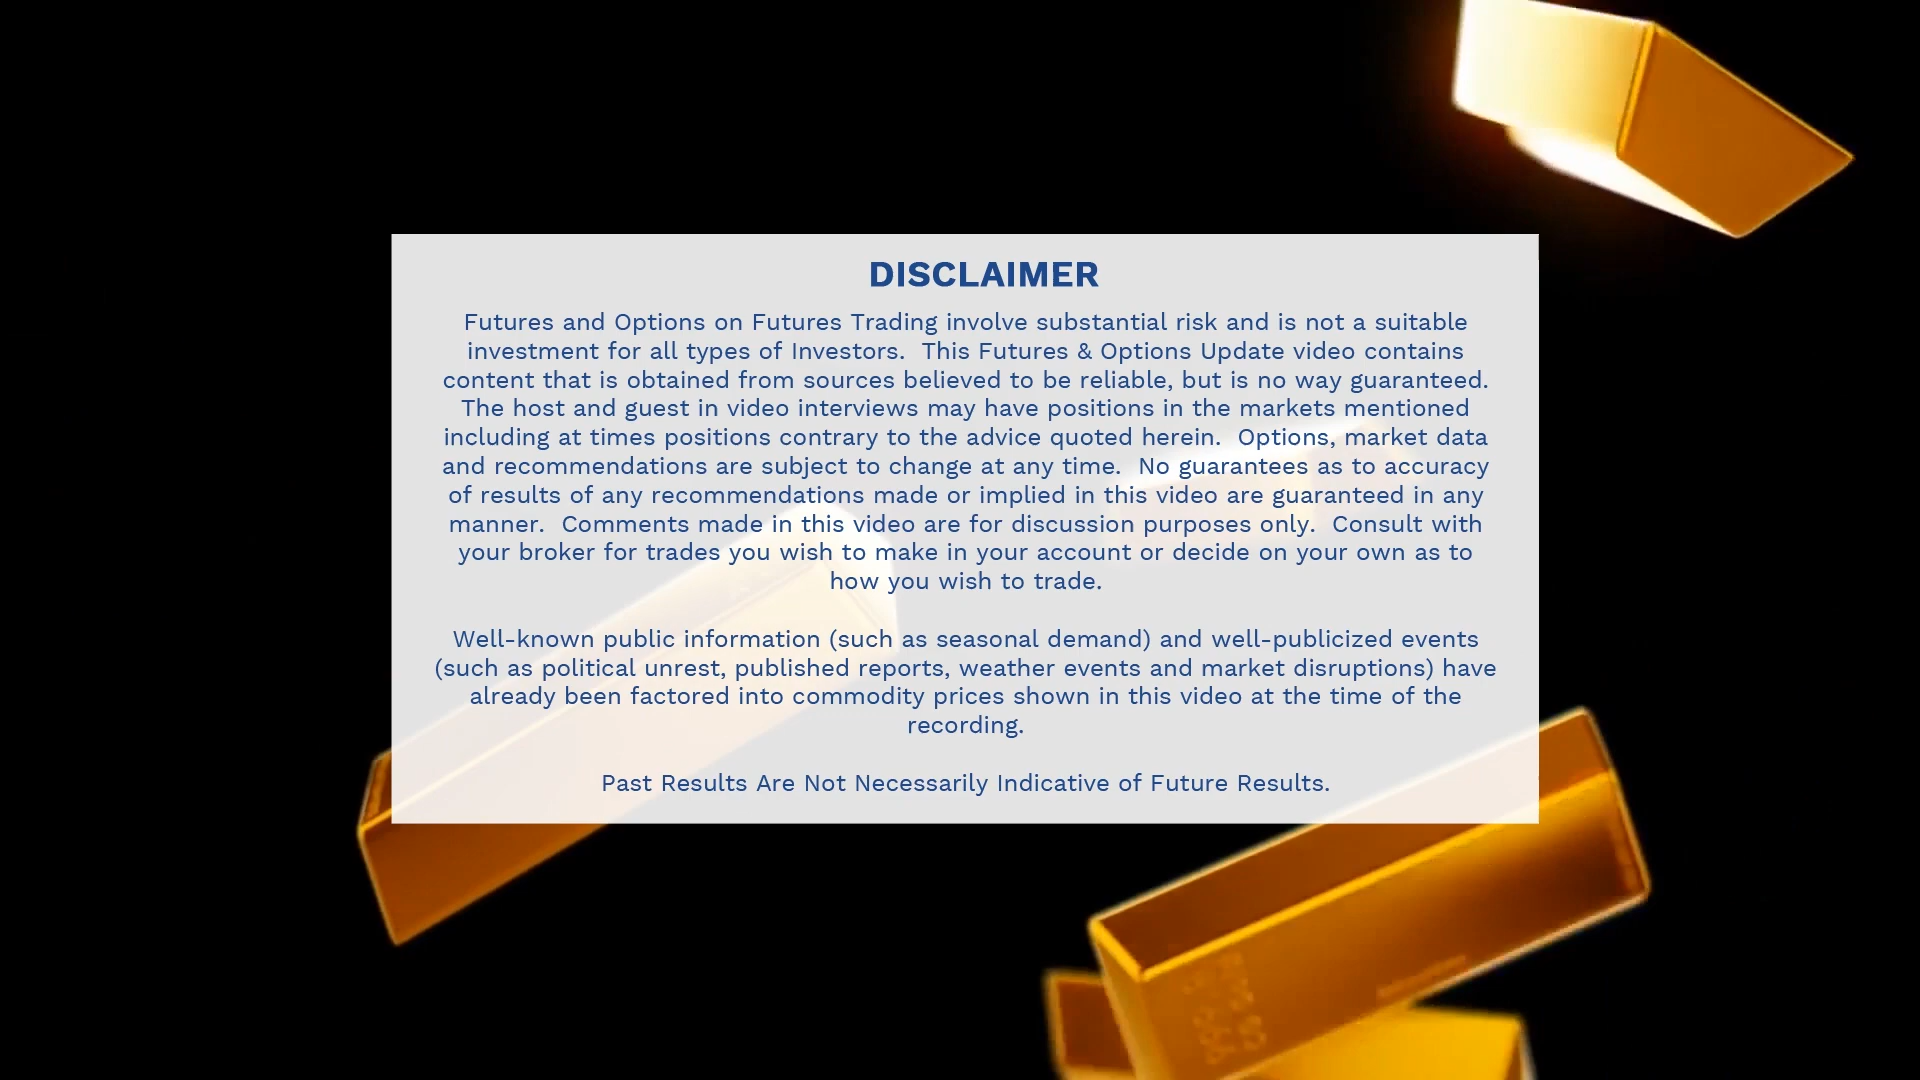 DISCLAIMER
Futures and Options on Futures Trading involve substantial risk and is not a suitable
investment for all types of Investors.  This Futures & Options Update video contains
content that is obtained from sources believed to be reliable, but is no way guaranteed.
The host and guest in video interviews may have positions in the markets mentioned
including at times positions contrary to the advice quoted herein.  Options, market data
and recommendations are subject to change at any time.  No guarantees as to accuracy
of results of any recommendations made or implied in this video are guaranteed in any
manner.  Comments made in this video are for discussion purposes only.  Consult with
your broker for trades you wish to make in your account or decide on your own as to
how you wish to trade.
Well-known public information (such as seasonal demand) and well-publicized events
(such as political unrest, published reports, weather events and market disruptions) have
already been factored into commodity prices shown in this video at the time of the
recording.
Past Results Are Not Necessarily Indicative of Future Results.